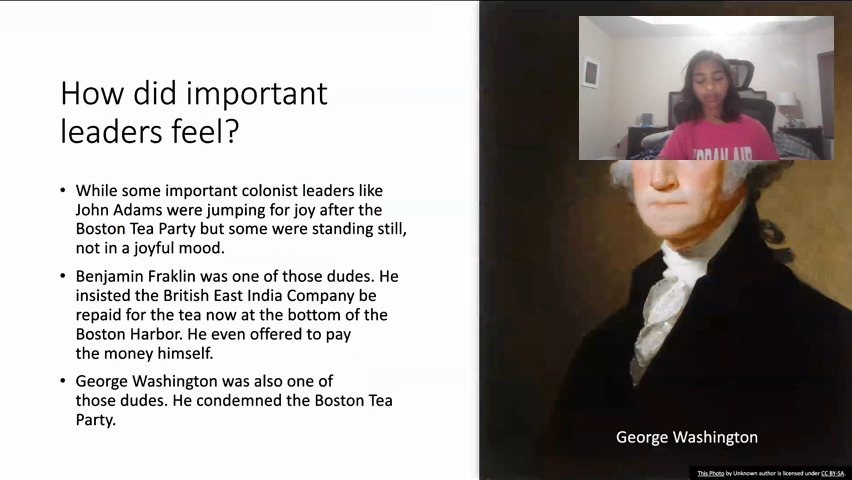 How did important
leaders feel?
• While some important colonist leaders like
John Adams were jumping for joy after the
Boston Tea Party but some were standing still,
not in a joyful mood.
• Benjamin Fraklin was one of those dudes. He
insisted the British East India Company be
repaid for the tea now at the bottom of the
Boston Harbor. He even offered to pay
the money himself.
• George Washington was also one of
those dudes. He condemned the Boston Tea
Party.
AIR
George Washington
This Photo by Unknown author is licensed under CC BY-SA.